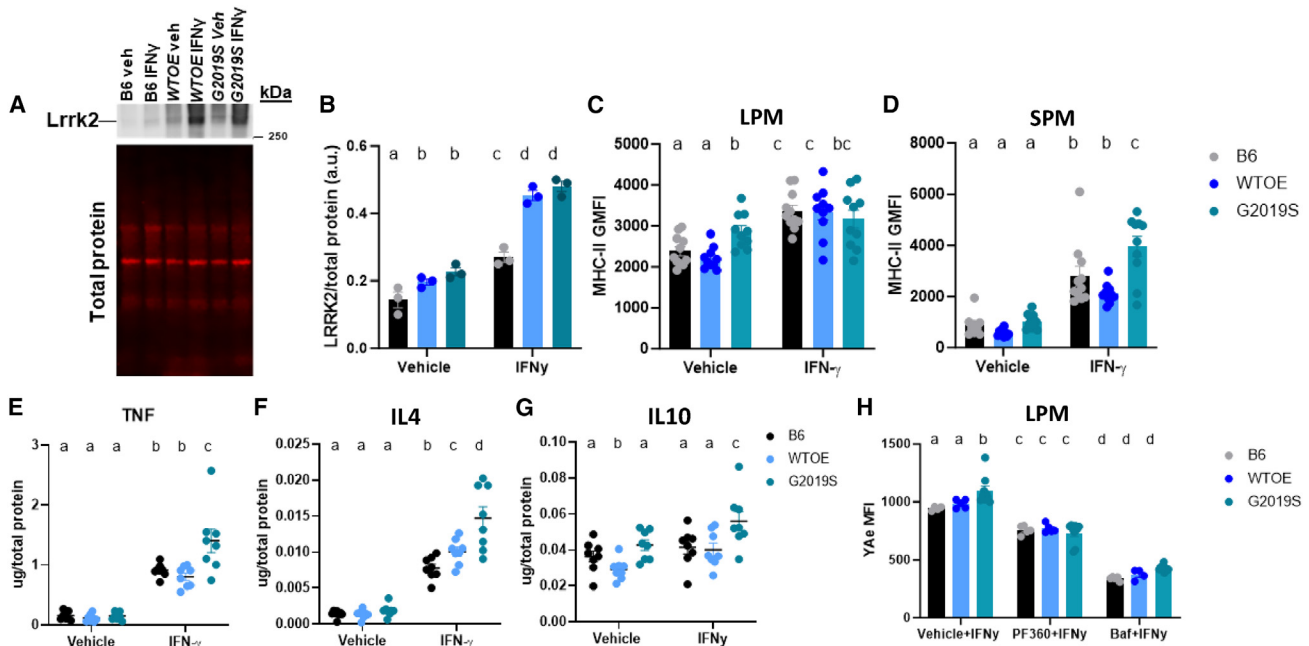 A
B6 veh
B6 IFNγ
WTOE veh
WTOE IFNγ
G2019S Veh
G2019S IFNγ
kDa
Lrrk2
250
Total protein
B
LRRK2/total protein (a.u.)
0.6
0.4
0.2
0.0
a b b c d d
Vehicle IFNγ
C
LPM
MHC-II GMFI
5000
4000
3000
2000
1000
0
a a b c c bc
Vehicle IFN-γ
D
SPM
MHC-II GMFI
8000
6000
4000
2000
0
a a a b b c
Vehicle IFN-γ
B6
WTOE
G2019S
E
TNF
ug/total protein
3
2
1
0
a a a b b c
Vehicle IFN-γ
F
IL4
ug/total protein
0.025
0.020
0.015
0.010
0.005
0.000
a a a b c d
Vehicle IFN-γ
G
IL10
ug/total protein
0.10
0.08
0.06
0.04
0.02
0.00
a b a a a c
Vehicle IFNγ
B6
WTOE
G2019S
H
LPM
YAe MFI
1500
1000
500
0
a a b c c c d d d
Vehicle+IFNγ PF360+IFNγ Baf+IFNγ
B6
WTOE
G2019S